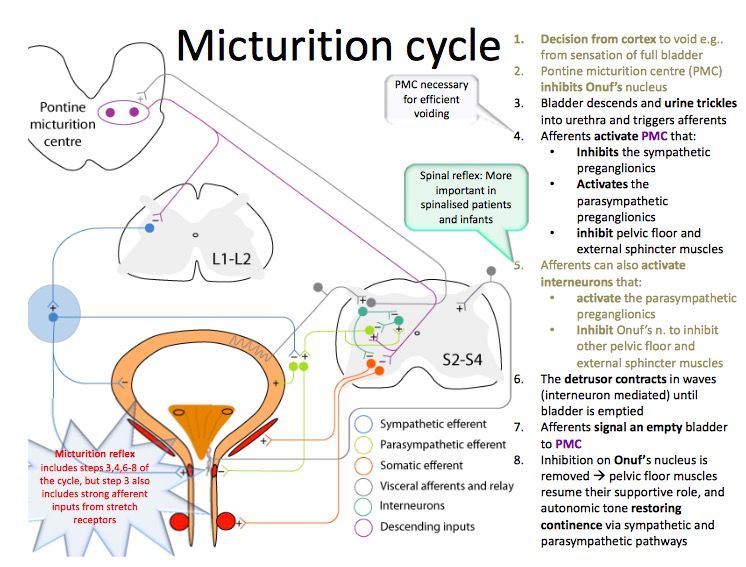 Micturition cycle
Pontine
micturition
centre
PMC necessary
for efficient
voiding
Spinal reflex: More
important in
spinalised patients
and infants
L1-L2
S2-S4
Micturition reflex
includes steps 3,4,6-8 of
the cycle, but step 3 also
includes strong afferent
inputs from stretch
receptors
Sympathetic efferent
Parasympathetic efferent
Somatic efferent
Visceral afferents and relay
Interneurons
Descending inputs
1. Decision from cortex to void e.g..
from sensation of full bladder
2. Pontine micturition centre (PMC)
inhibits Onuf's nucleus
3. Bladder descends and urine trickles
into urethra and triggers afferents
4. Afferents activate PMC that:
• Inhibits the sympathetic
preganglionics
• Activates the
parasympathetic
preganglionics
• inhibit pelvic floor and
external sphincter muscles
5. Afferents can also activate
interneurons that:
• activate the parasympathetic
preganglionics
• Inhibit Onuf's n. to inhibit
other pelvic floor and
external sphincter muscles
6. The detrusor contracts in waves
(interneuron mediated) until
bladder is emptied
7. Afferents signal an empty bladder
to PMC
8. Inhibition on Onuf's nucleus is
removed → pelvic floor muscles
resume their supportive role, and
autonomic tone restoring
continence via sympathetic and
parasympathetic pathways